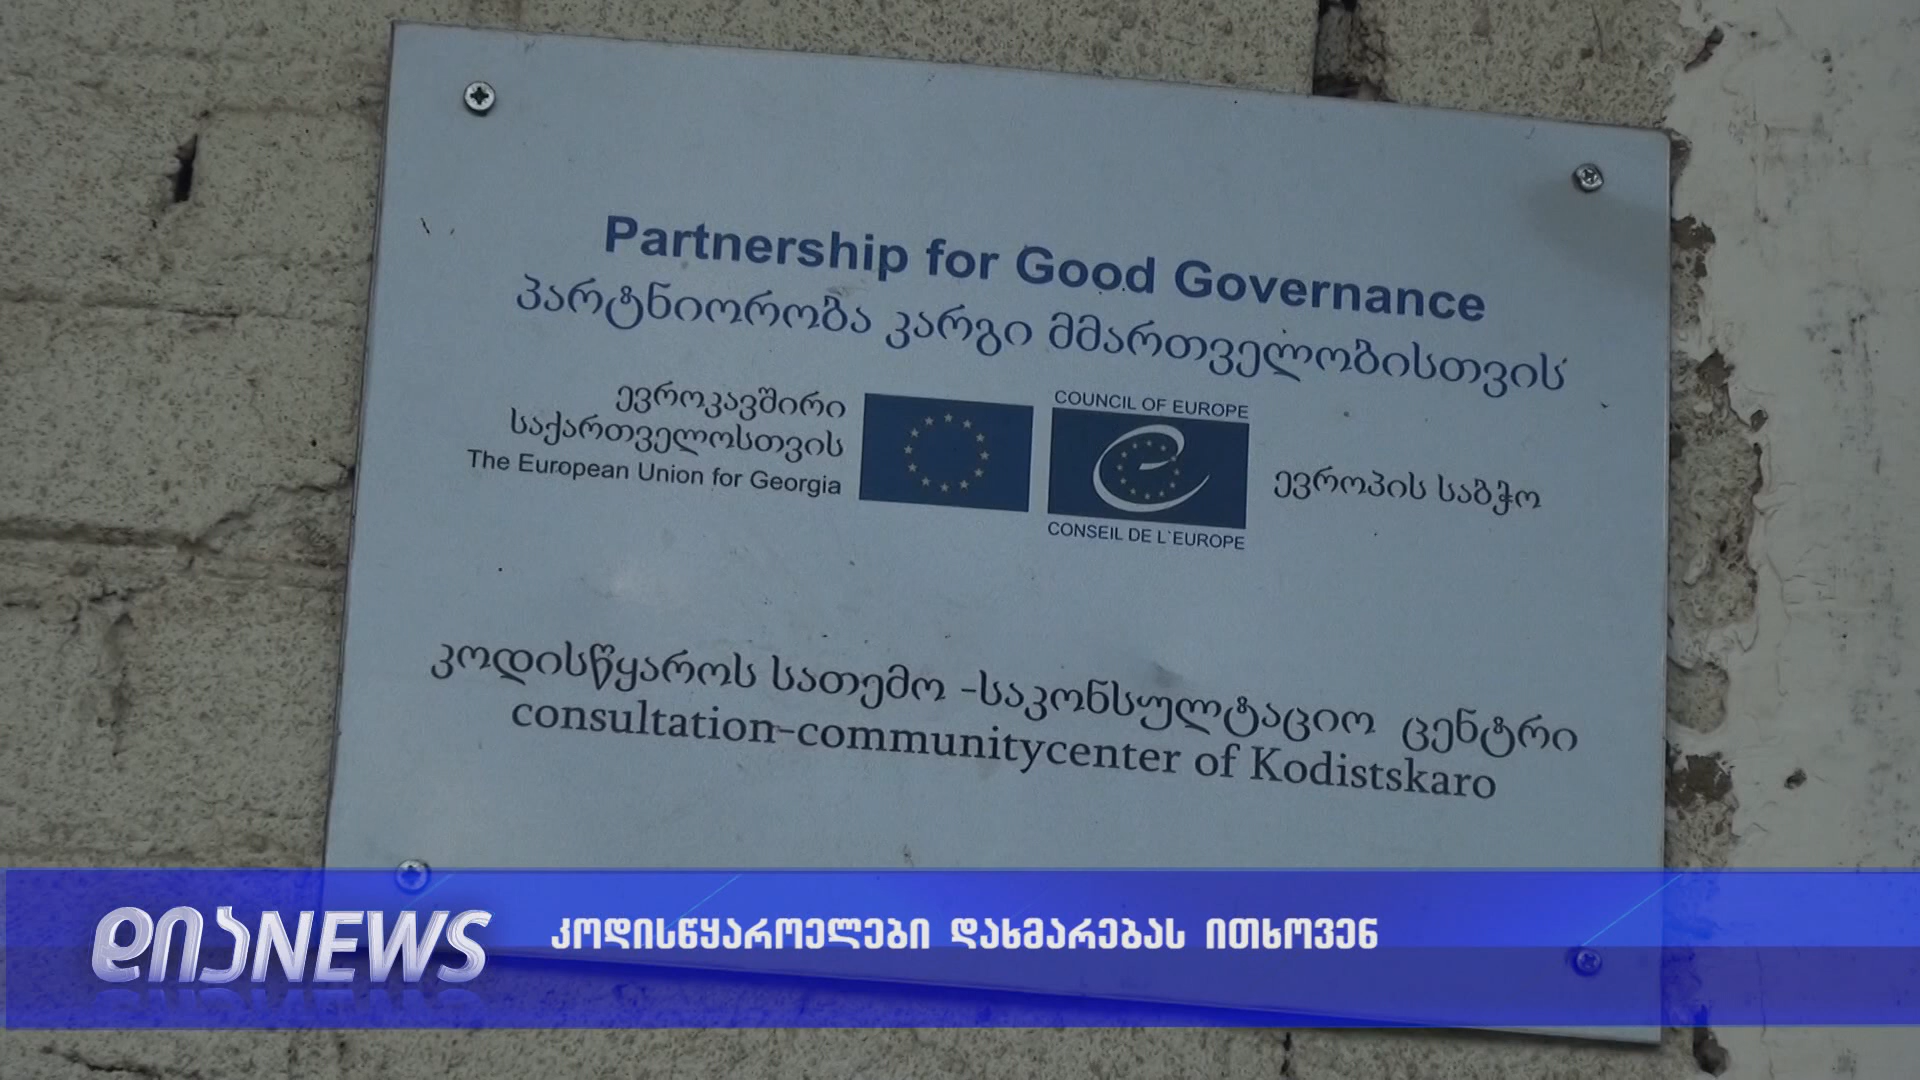 Partnership for Good Governance
პარტნიორობა კარგი მმართველობისთვის
ევროკავშირი
საქართველოსთვის
The European Union for Georgia
COUNCIL OF EUROPE
CONSEIL DE L`EUROPE
ევროპის საბჭო
კოდისწყაროს სათემო -საკონსულტაციო ცენტრი
consultation-communitycenter of Kodistskaro
დიაNEWS
კოდისწყაროელები დახმარებას ითხოვენ